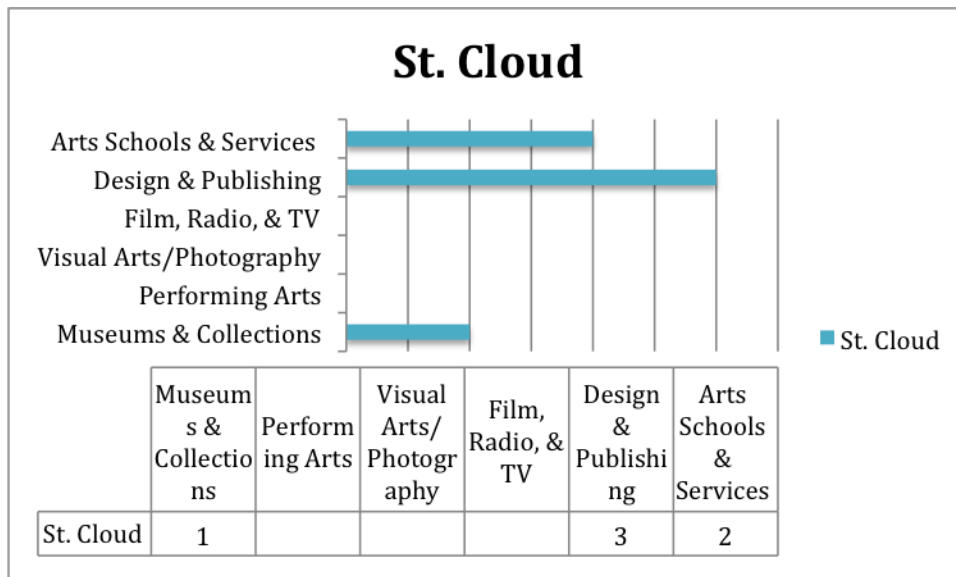 St. Cloud
Arts Schools & Services
Design & Publishing
Film, Radio, & TV
Visual Arts/Photography
Performing Arts
Museums & Collections
St. Cloud
Museum
s &
Collectio
ns
Perform
ing Arts
Visual
Arts/
Photogr
aphy
Film,
Radio, &
TV
Design
&
Publishi
ng
Arts
Schools
&
Services
St. Cloud 1 3 2